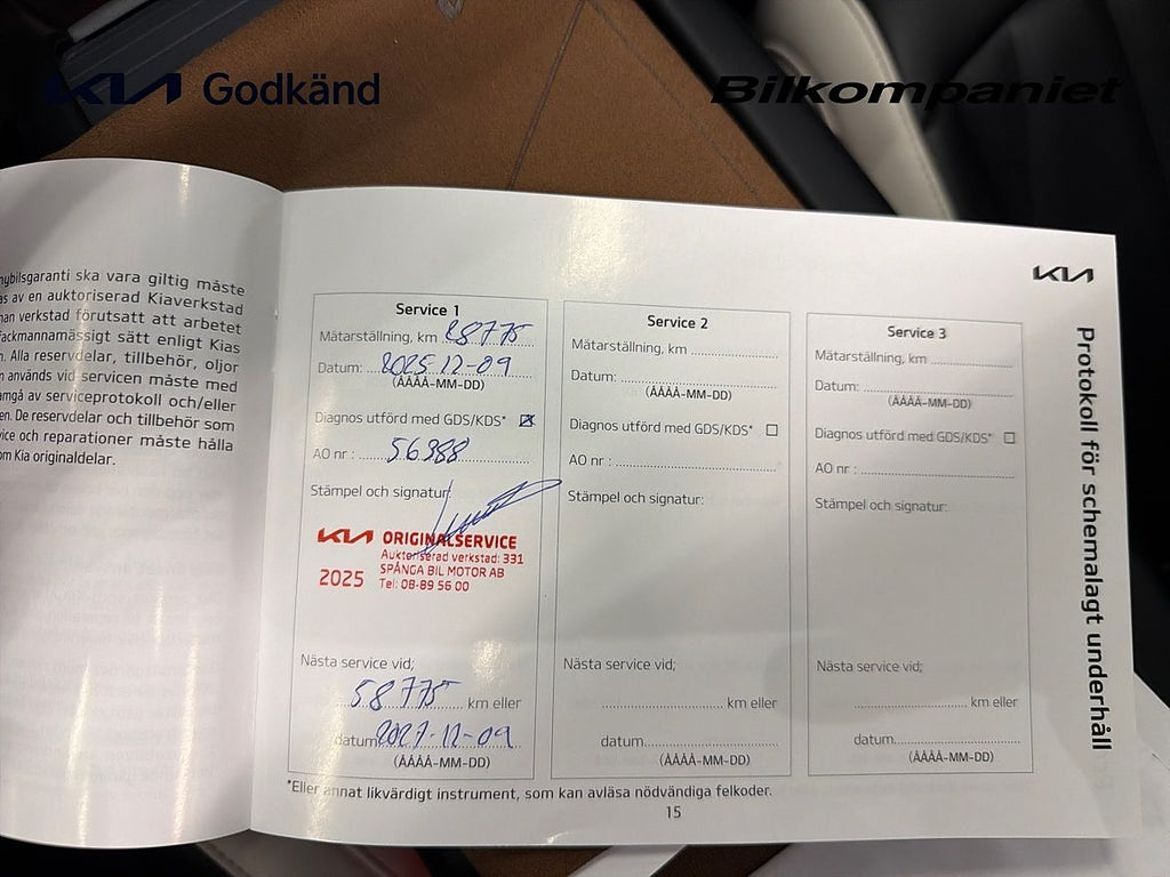 KIA Godkänd
Bilkompaniet
nybilsgaranti ska vara giltig måste
as av en auktoriserad Kiaverkstad
nan verkstad förutsatt att arbetet
fackmannamässigt sätt enligt Kias
n. Alla reservdelar, tillbehör, oljor
n används vid servicen måste med
amgå av serviceprotokoll och/eller
en. De reservdelar och tillbehör som
vice och reparationer måste hålla
om Kia originaldelar.
KIA
Protokoll för schemalagt underhåll
Service 1
Mätarställning, km 28775
Datum: 2025-12-09
(ÅÅÅÅ-MM-DD)
Diagnos utförd med GDS/KDS*
AO nr : 56388
Stämpel och signatur:
KIA ORIGINALSERVICE
Auktoriserad verkstad: 331
SPÅNGA BIL MOTOR AB
2025 Tel: 08-89 56 00
Nästa service vid;
58775 km eller
datum 2027-12-09
(ÅÅÅÅ-MM-DD)
Service 2
Mätarställning, km
Datum:
(ÅÅÅÅ-MM-DD)
Diagnos utförd med GDS/KDS*
AO nr :
Stämpel och signatur:
Nästa service vid;
km eller
datum
(ÅÅÅÅ-MM-DD)
Service 3
Mätarställning, km
Datum:
(ÅÅÅÅ-MM-DD)
Diagnos utförd med GDS/KDS*
AO nr :
Stämpel och signatur:
Nästa service vid;
km eller
datum
(ÅÅÅÅ-MM-DD)
*Eller annat likvärdigt instrument, som kan avläsa nödvändiga felkoder.
15